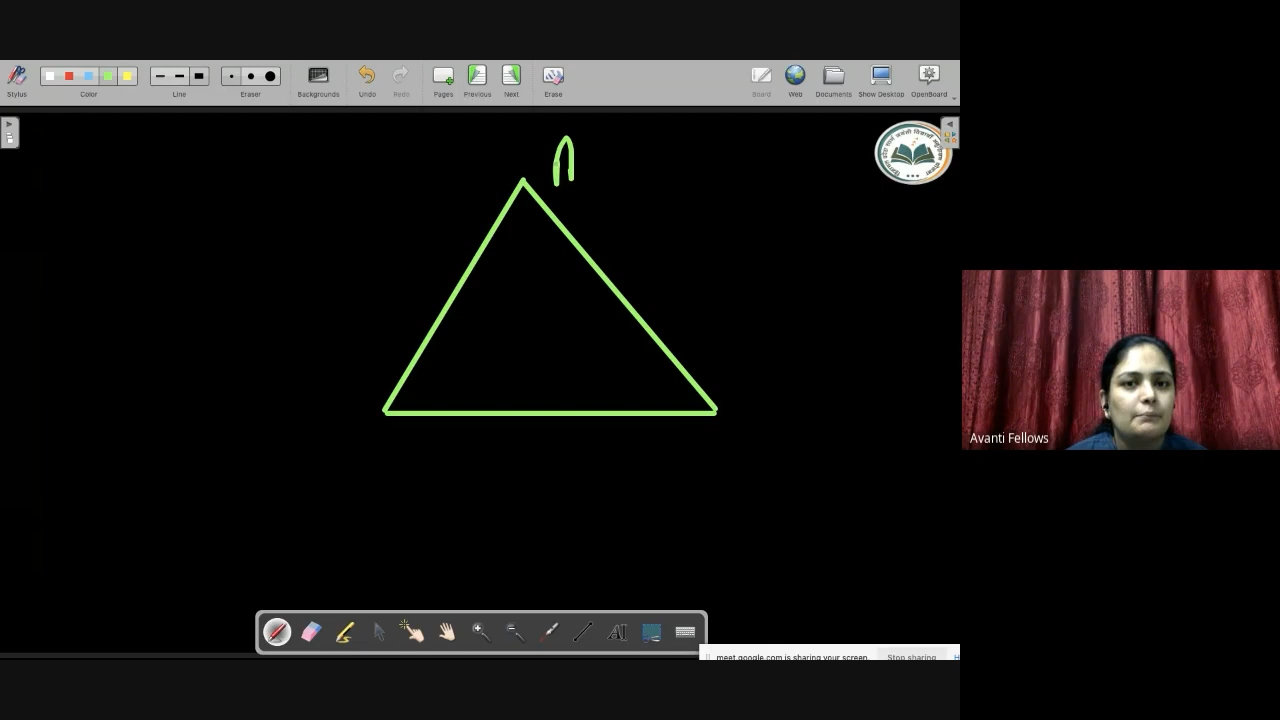 Stylus
Color
Line
Eraser
Backgrounds
Undo
Redo
Pages
Previous
Next
Erase
Board
Web
Documents
Show Desktop
OpenBoard
Avanti Fellows
AI
meet.google.com is sharing your screen.
Stop sharing
H